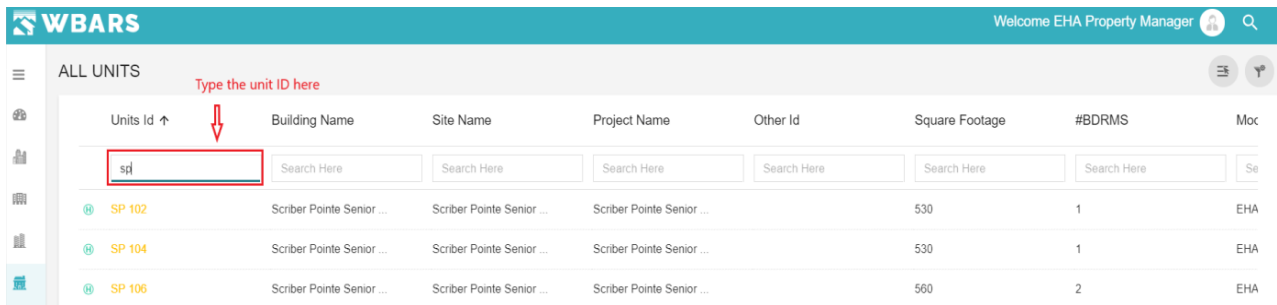 WBARS
Welcome EHA Property Manager
ALL UNITS
Type the unit ID here
Units Id ↑ Building Name Site Name Project Name Other Id Square Footage #BDRMS Moc
sp Search Here Search Here Search Here Search Here Search Here Search Here Se
H SP 102 Scriber Pointe Senior ... Scriber Pointe Senior ... Scriber Pointe Senior ... 530 1 EHA
H SP 104 Scriber Pointe Senior ... Scriber Pointe Senior ... Scriber Pointe Senior ... 530 1 EHA
H SP 106 Scriber Pointe Senior ... Scriber Pointe Senior ... Scriber Pointe Senior ... 560 2 EHA